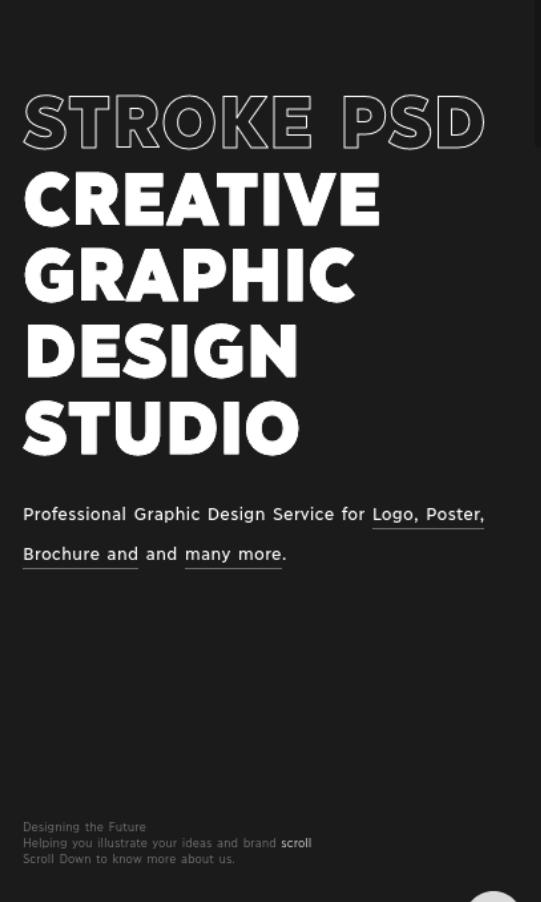 STROKE PSD
CREATIVE
GRAPHIC
DESIGN
STUDIO
Professional Graphic Design Service for Logo, Poster,
Brochure and and many more.
Designing the Future
Helping you illustrate your ideas and brand scroll
Scroll Down to know more about us.